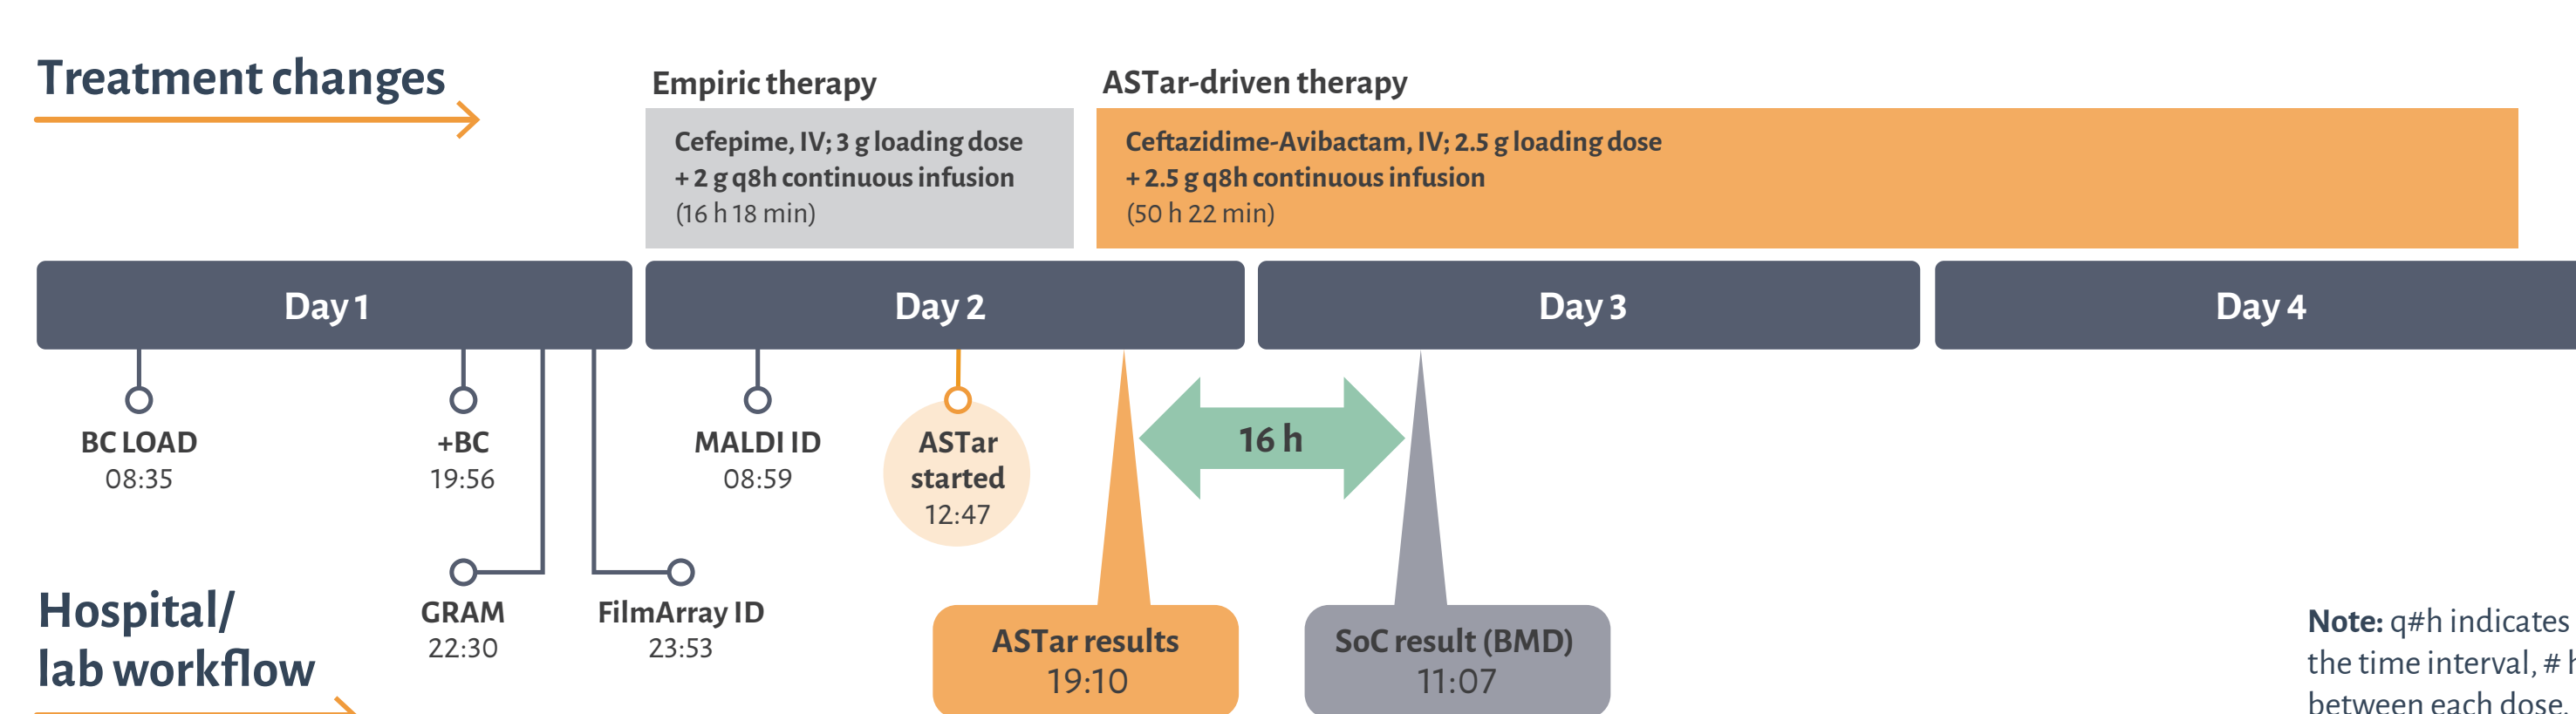 Treatment changes
Empiric therapy
Cefepime, IV; 3 g loading dose
+ 2 g q8h continuous infusion
(16 h 18 min)
ASTar-driven therapy
Ceftazidime-Avibactam, IV; 2.5 g loading dose
+ 2.5 g q8h continuous infusion
(50 h 22 min)
Day 1
Day 2
Day 3
Day 4
BC LOAD
08:35
+BC
19:56
GRAM
22:30
FilmArray ID
23:53
MALDI ID
08:59
ASTar
started
12:47
16 h
ASTar results
19:10
SoC result (BMD)
11:07
Hospital/
lab workflow
Note: q#h indicates
the time interval, # h
between each dose.